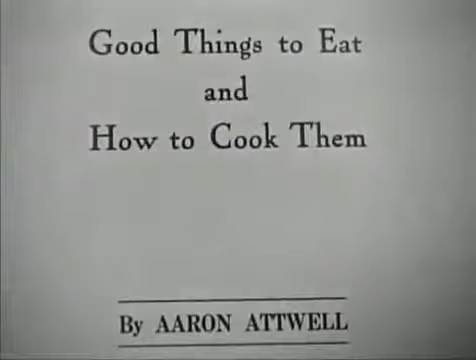 Good Things to Eat
and
How to Cook Them
By AARON ATTWELL